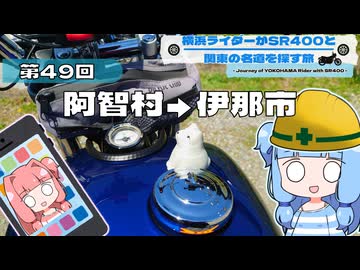 横浜ライダーがSR400と
関東の名道を探す旅
- Journey of YOKOHAMA Rider with SR400 -
第49回
阿智村➡伊那市